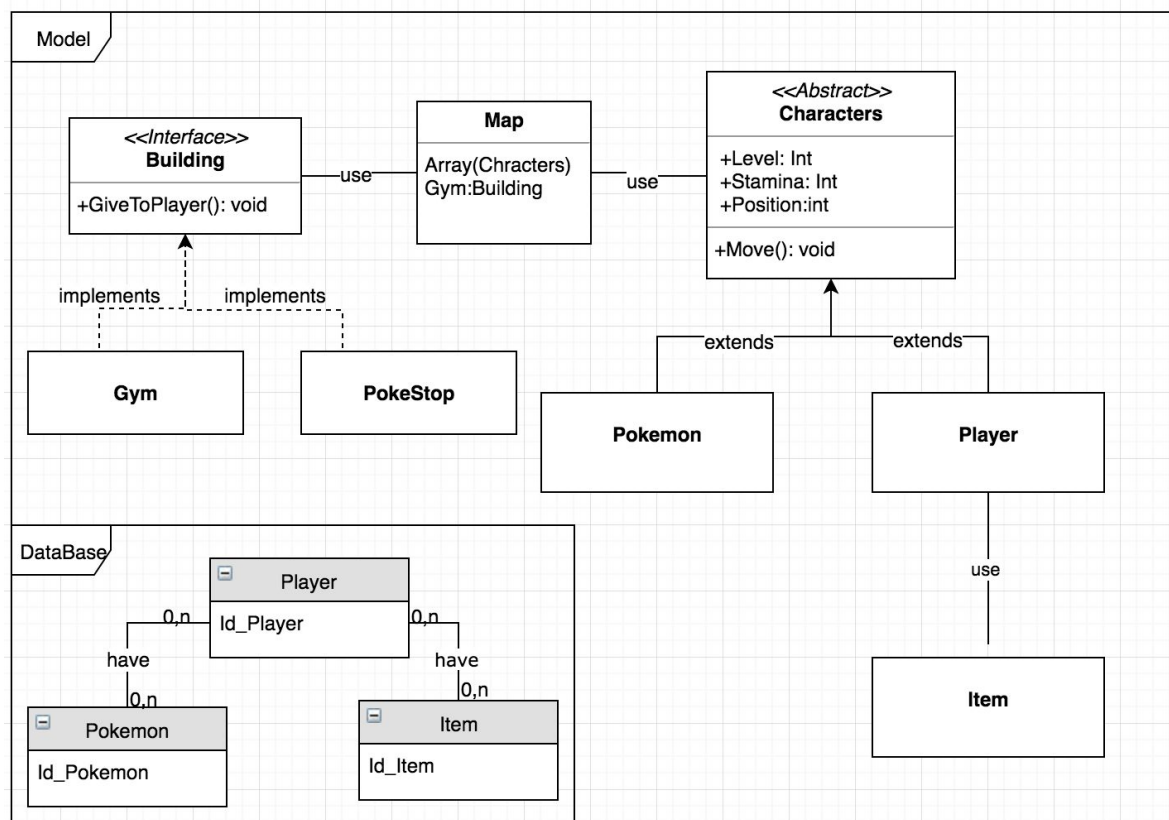 Model
<<Interface>>
Building
+GiveToPlayer(): void
use
Map
Array(Chracters)
Gym:Building
use
<<Abstract>>
Characters
+Level: Int
+Stamina: Int
+Position:int
+Move(): void
implements
implements
Gym
PokeStop
extends
extends
Pokemon
Player
use
Item
DataBase
Player
Id_Player
0,n
0,n
have
have
0,n
0,n
Pokemon
Id_Pokemon
Item
Id_Item